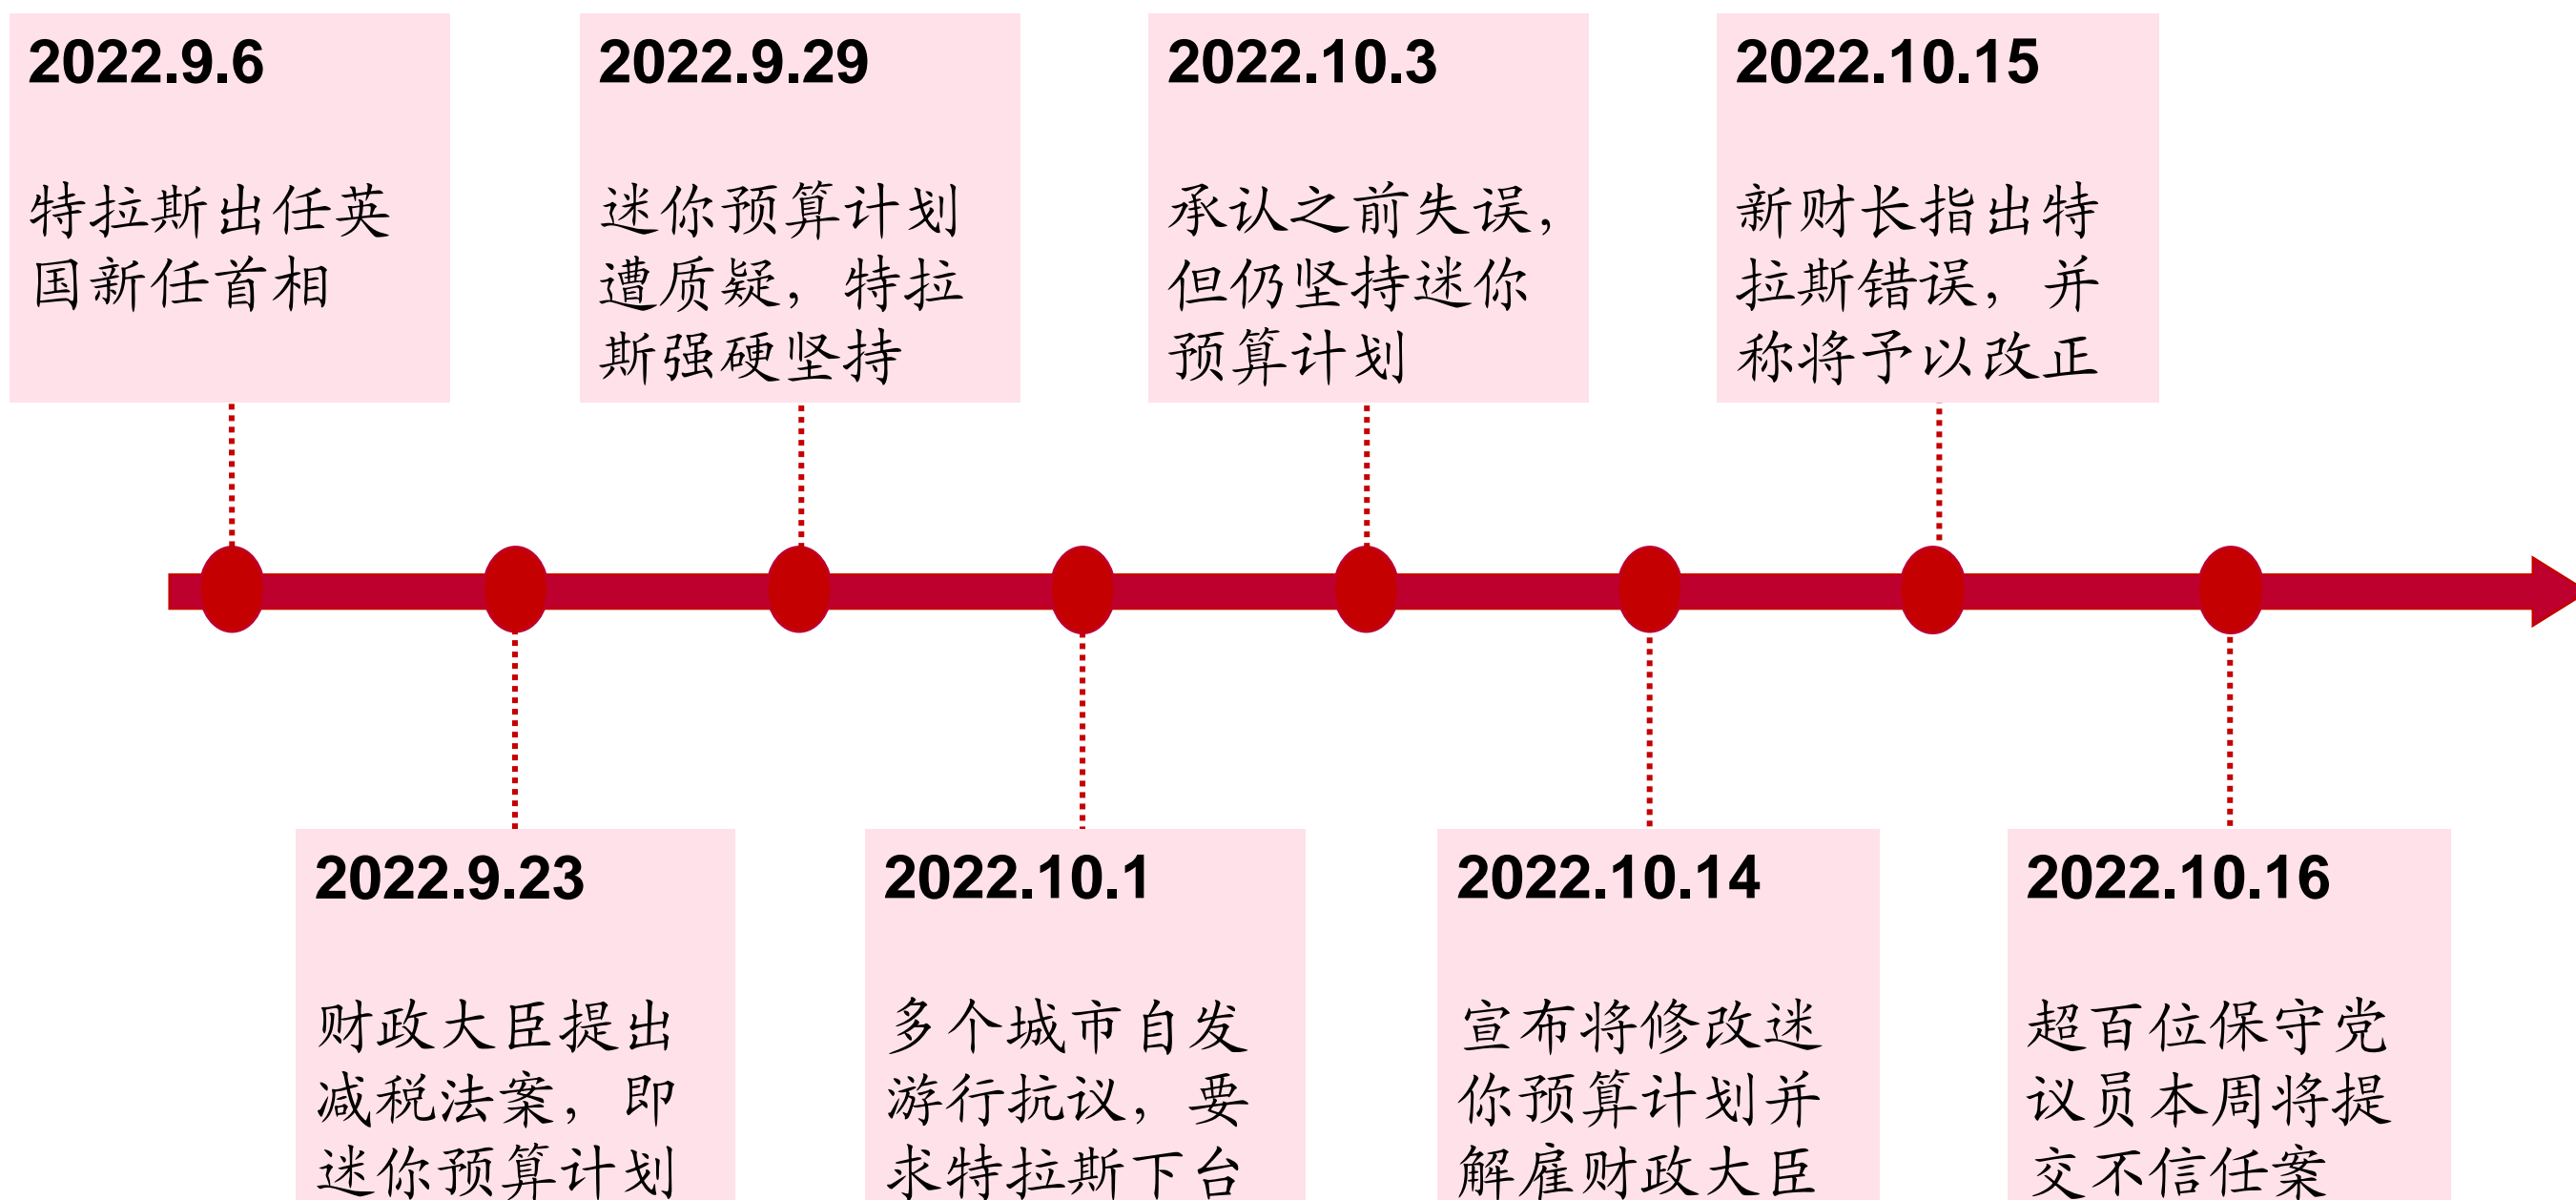 2022.9.6
特拉斯出任英
国新任首相
2022.9.29
迷你预算计划
遭质疑，特拉
斯强硬坚持
2022.10.3
承认之前失误，
但仍坚持迷你
预算计划
2022.10.15
新财长指出特
拉斯错误，并
称将予以改正
2022.9.23
财政大臣提出
减税法案，即
迷你预算计划
2022.10.1
多个城市自发
游行抗议，要
求特拉斯下台
2022.10.14
宣布将修改迷
你预算计划并
解雇财政大臣
2022.10.16
超百位保守党
议员本周将提
交不信任案